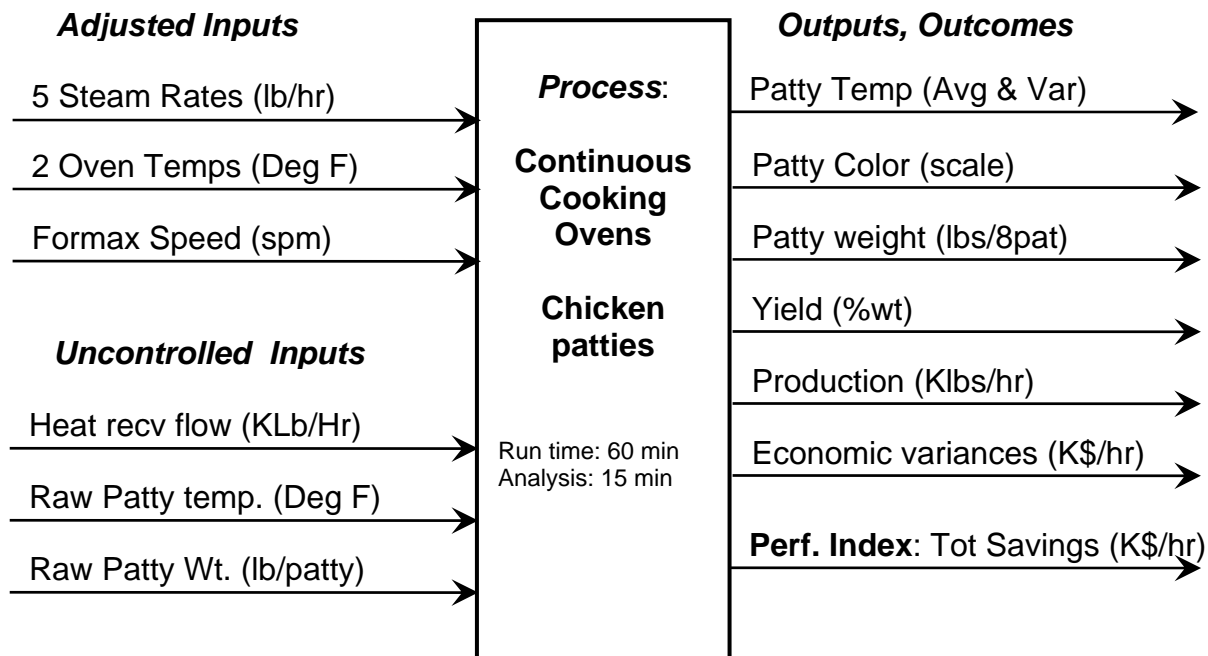 Adjusted Inputs
5 Steam Rates (lb/hr)
2 Oven Temps (Deg F)
Formax Speed (spm)
Uncontrolled Inputs
Heat recv flow (KLb/Hr)
Raw Patty temp. (Deg F)
Raw Patty Wt. (lb/patty)
Process:
Continuous
Cooking
Ovens
Chicken
patties
Run time: 60 min
Analysis: 15 min
Outputs, Outcomes
Patty Temp (Avg & Var)
Patty Color (scale)
Patty weight (lbs/8pat)
Yield (%wt)
Production (Klbs/hr)
Economic variances (K$/hr)
Perf. Index: Tot Savings (K$/hr)